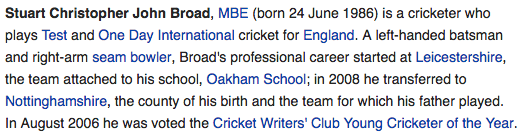 Stuart Christopher John Broad, MBE (born 24 June 1986) is a cricketer who
plays Test and One Day International cricket for England. A left-handed batsman
and right-arm seam bowler, Broad's professional career started at Leicestershire,
the team attached to his school, Oakham School; in 2008 he transferred to
Nottinghamshire, the county of his birth and the team for which his father played.
In August 2006 he was voted the Cricket Writers' Club Young Cricketer of the Year.